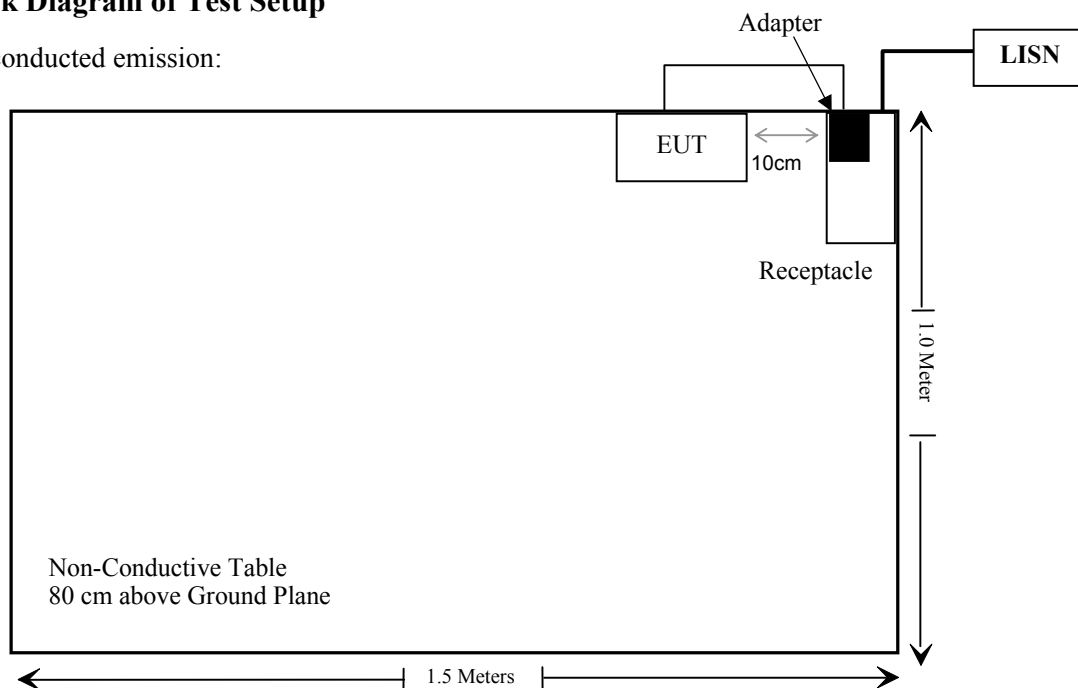 k Diagram of Test Setup
Adapter
conducted emission:
LISN
EUT
10cm
Receptacle
1.0 Meter
Non-Conductive Table
80 cm above Ground Plane
1.5 Meters